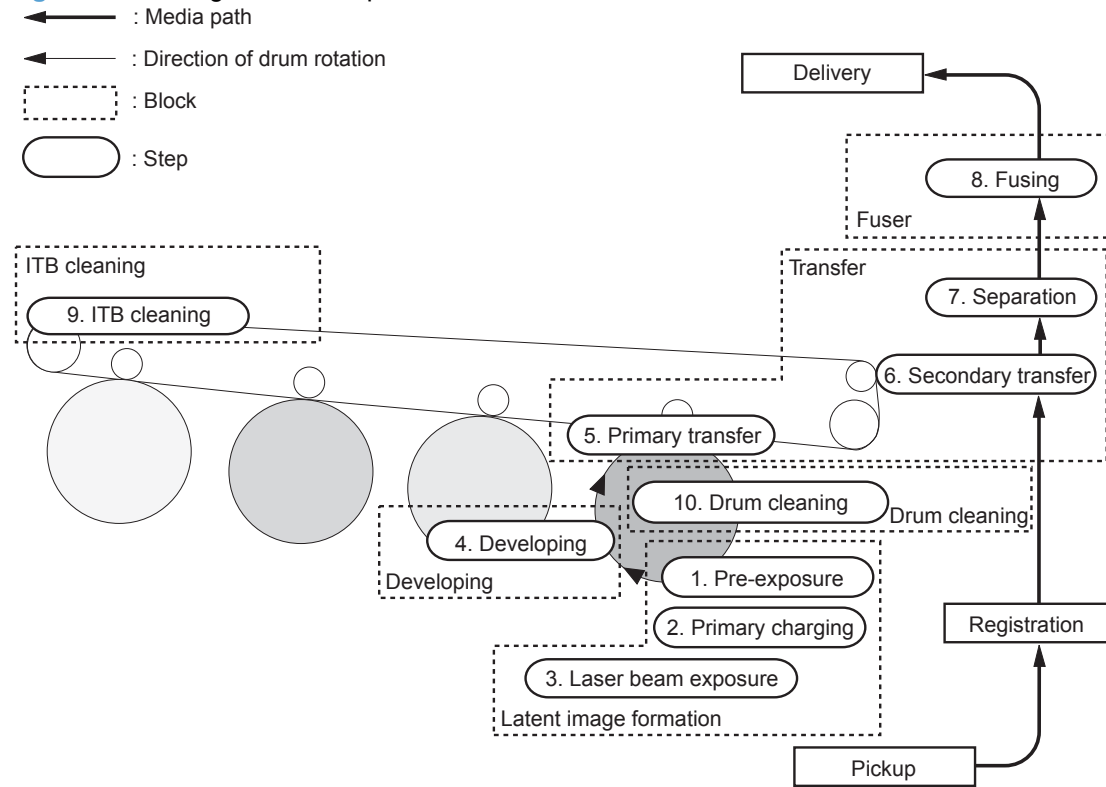 : Media path
: Direction of drum rotation
: Block
: Step
Delivery
8. Fusing
Fuser
ITB cleaning
Transfer
9. ITB cleaning
7. Separation
6. Secondary transfer
5. Primary transfer
10. Drum cleaning
Drum cleaning
4. Developing
Developing
1. Pre-exposure
2. Primary charging
Registration
3. Laser beam exposure
Latent image formation
Pickup